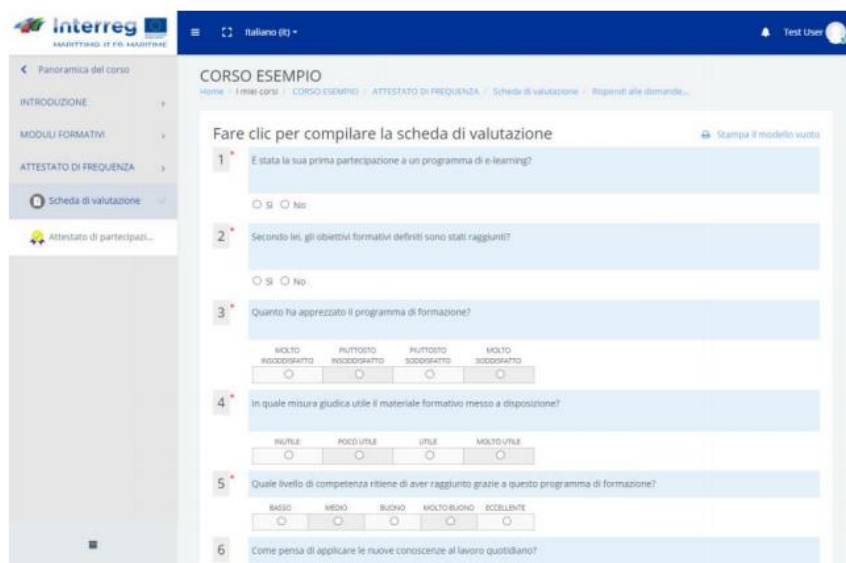 Interreg
MARITTIMO-IT FR-MARITIME
Italiano (it)
Test User
Panoramica del corso
INTRODUZIONE
MODULI FORMATIVI
ATTESTATO DI FREQUENZA
Scheda di valutazione
Attestato di partecipazi...
CORSO ESEMPIO
Home / I miei corsi / CORSO ESEMPIO / ATTESTATO DI FREQUENZA / Scheda di valutazione / Rispondi alle domande...
Fare clic per compilare la scheda di valutazione
Stampa il modello vuoto
1 * È stata la sua prima partecipazione a un programma di e-learning?
Sì No
2 * Secondo lei, gli obiettivi formativi definiti sono stati raggiunti?
Sì No
3 * Quanto ha apprezzato il programma di formazione?
MOLTO INSODDISFATTO PIUTTOSTO INSODDISFATTO PIUTTOSTO SODDISFATTO MOLTO SODDISFATTO
4 * In quale misura giudica utile il materiale formativo messo a disposizione?
INUTILE POCO UTILE UTILE MOLTO UTILE
5 * Quale livello di competenza ritiene di aver raggiunto grazie a questo programma di formazione?
BASSO MEDIO BUONO MOLTO BUONO ECCELLENTE
6 Come pensa di applicare le nuove conoscenze al lavoro quotidiano?